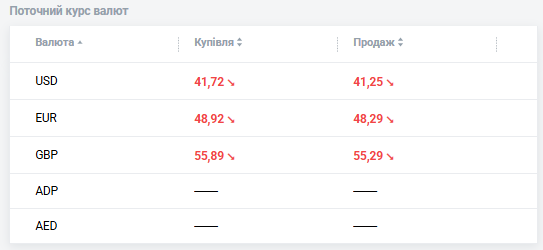 Поточний курс валют
Валюта Купівля Продаж
USD 41,72 ↘ 41,25 ↘
EUR 48,92 ↘ 48,29 ↘
GBP 55,89 ↘ 55,29 ↘
ADP — —
AED — —